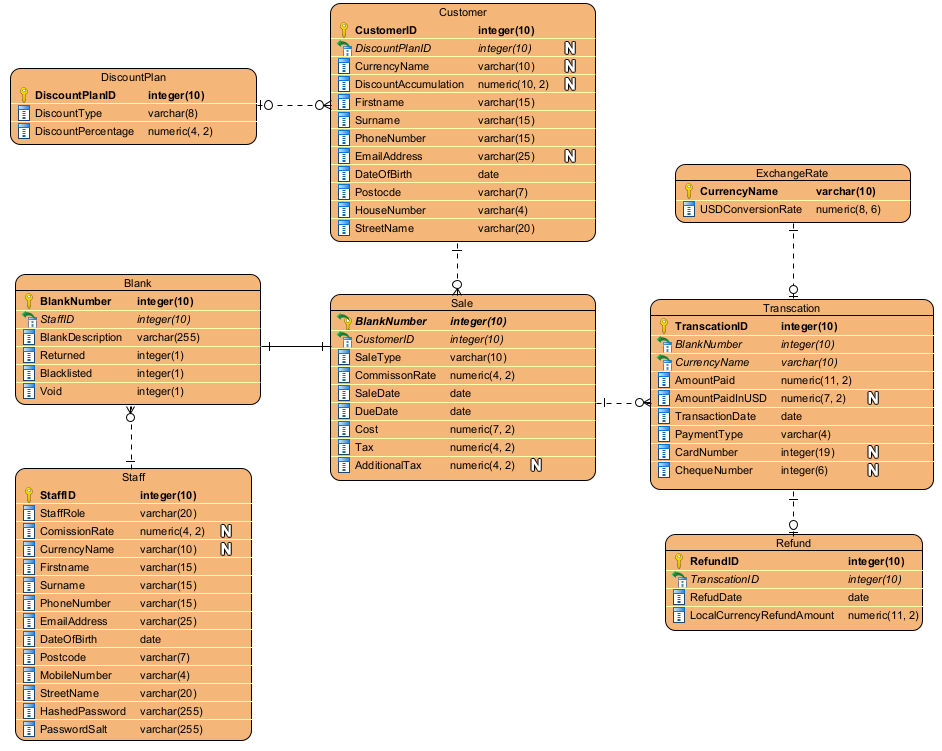 Customer
CustomerID integer(10)
DiscountPlanID integer(10) N
CurrencyName varchar(10) N
DiscountAccumulation numeric(10, 2) N
Firstname varchar(15)
Surname varchar(15)
PhoneNumber varchar(15)
EmailAddress varchar(25) N
DateOfBirth date
Postocde varchar(7)
HouseNumber varchar(4)
StreetName varchar(20)
DiscountPlan
DiscountPlanID integer(10)
DiscountType varchar(8)
DiscountPercentage numeric(4, 2)
ExchangeRate
CurrencyName varchar(10)
USDConversionRate numeric(8, 6)
Blank
BlankNumber integer(10)
StaffID integer(10)
BlankDescription varchar(255)
Returned integer(1)
Blacklisted integer(1)
Void integer(1)
Sale
BlankNumber integer(10)
CustomerID integer(10)
SaleType varchar(10)
CommissonRate numeric(4, 2)
SaleDate date
DueDate date
Cost numeric(7, 2)
Tax numeric(4, 2)
AdditionalTax numeric(4, 2) N
Transcation
TranscationID integer(10)
BlankNumber integer(10)
CurrencyName varchar(10)
AmountPaid numeric(11, 2)
AmountPaidInUSD numeric(7, 2) N
TransactionDate date
PaymentType varchar(4)
CardNumber integer(19) N
ChequeNumber integer(6) N
Staff
StaffID integer(10)
StaffRole varchar(20)
ComissionRate numeric(4, 2) N
CurrencyName varchar(10) N
Firstname varchar(15)
Surname varchar(15)
PhoneNumber varchar(15)
EmailAddress varchar(25)
DateOfBirth date
Postcode varchar(7)
MobileNumber varchar(4)
StreetName varchar(20)
HashedPassword varchar(255)
PasswordSalt varchar(255)
Refund
RefundID integer(10)
TranscationID integer(10)
RefudDate date
LocalCurrencyRefundAmount numeric(11, 2)